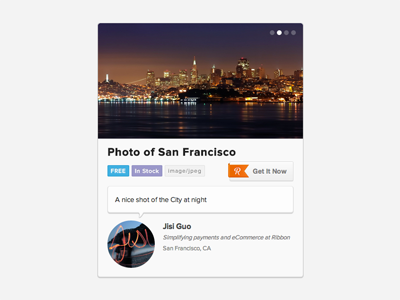 Photo of San Francisco
FREE In Stock image/jpeg
R Get It Now
A nice shot of the City at night
Jisi Guo
Simplifying payments and eCommerce at Ribbon
San Francisco, CA
Jisi